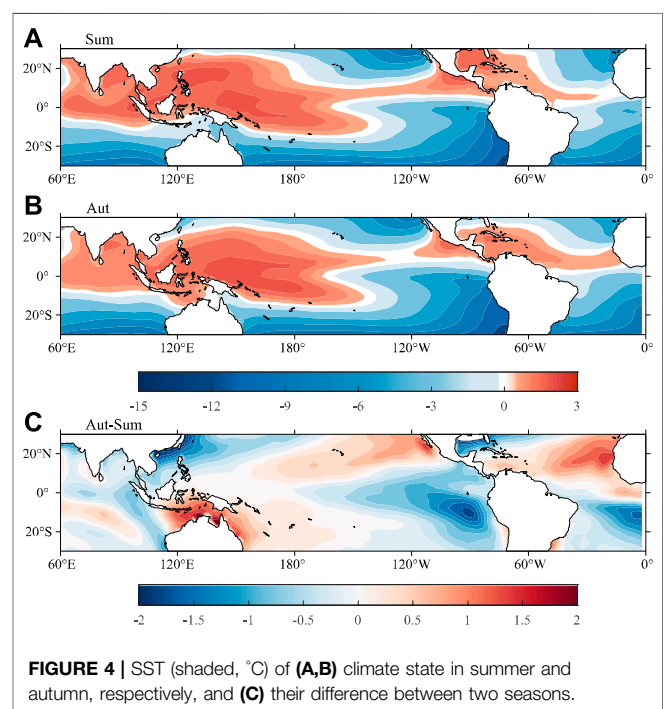 A
Sum
20°N
0°
20°S
60°E 120°E 180° 120°W 60°W 0°
B
Aut
20°N
0°
20°S
60°E 120°E 180° 120°W 60°W 0°
-15 -12 -9 -6 -3 0 3
C
Aut-Sum
20°N
0°
20°S
60°E 120°E 180° 120°W 60°W 0°
-2 -1.5 -1 -0.5 0 0.5 1 1.5 2
FIGURE 4 | SST (shaded, °C) of (A,B) climate state in summer and
autumn, respectively, and (C) their difference between two seasons.